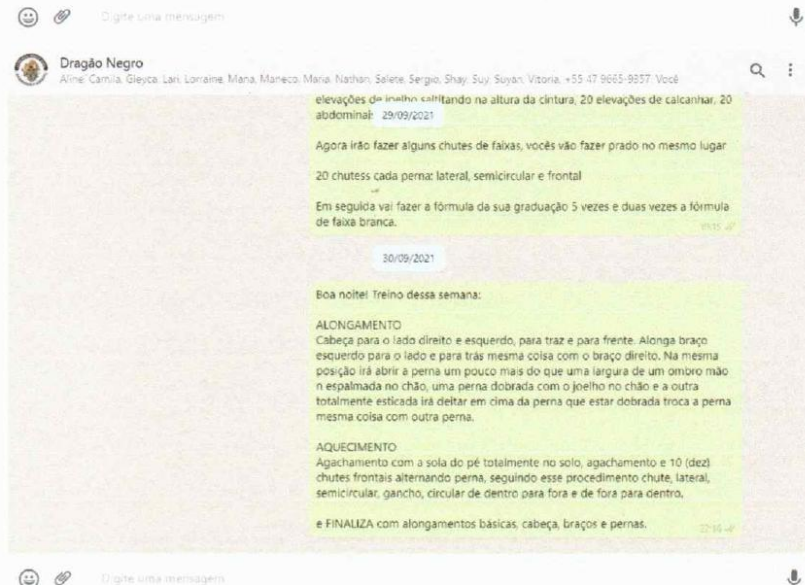 Digite uma mensagem
Dragão Negro
Aline, Camila, Gleyca, Lari, Lorraine, Mana, Maneco, Maria, Nathan, Salete, Sergio, Shay, Suy, Suyan, Vitoria, +55 47 9665-9357, Você
elevações de joelho saltitando na altura da cintura, 20 elevações de calcanhar, 20
abdominais
29/09/2021
Agora irão fazer alguns chutes de faixas, vocês vão fazer prado no mesmo lugar
20 chutess cada perna: lateral, semicircular e frontal
Em seguida vai fazer a fórmula da sua graduação 5 vezes e duas vezes a fórmula
de faixa branca.
30/09/2021
Boa noite! Treino dessa semana:
ALONGAMENTO
Cabeça para o lado direito e esquerdo, para traz e para frente. Alonga braço
esquerdo para o lado e para trás mesma coisa com o braço direito. Na mesma
posição irá abrir a perna um pouco mais do que uma largura de um ombro mão
n espalmada no chão, uma perna dobrada com o joelho no chão e a outra
totalmente esticada irá deitar em cima da perna que estar dobrada troca a perna
mesma coisa com outra perna.
AQUECIMENTO
Agachamento com a sola do pé totalmente no solo, agachamento e 10 (dez)
chutes frontais alternando perna, seguindo esse procedimento chute, lateral,
semicircular, gancho, circular de dentro para fora e de fora para dentro,
e FINALIZA com alongamentos básicas, cabeça, braços e pernas.
Digite uma mensagem